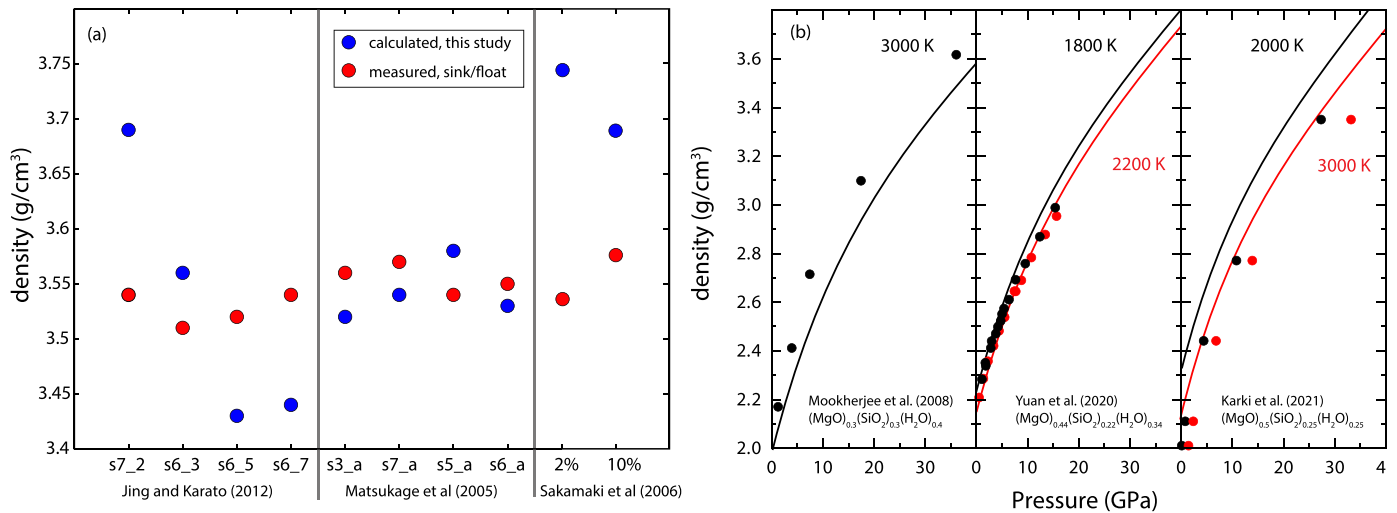 (a)
calculated, this study
measured, sink/float
3.75
3.7
3.65
3.6
3.55
3.5
3.45
3.4
density (g/cm³)
s7_2 s6_3 s6_5 s6_7 s3_a s7_a s5_a s6_a 2% 10%
Jing and Karato (2012) Matsukage et al (2005) Sakamaki et al (2006)
(b)
3000 K 1800 K 2000 K
2200 K 3000 K
3.6
3.4
3.2
3.0
2.8
2.6
2.4
2.2
2.0
density (g/cm³)
Mookherjee et al. (2008) Yuan et al. (2020) Karki et al. (2021)
(MgO)₀.₃(SiO₂)₀.₃(H₂O)₀.₄ (MgO)₀.₄₄(SiO₂)₀.₂₂(H₂O)₀.₃₄ (MgO)₀.₅(SiO₂)₀.₂₅(H₂O)₀.₂₅
0 10 20 30 0 10 20 30 0 10 20 30 4
Pressure (GPa)